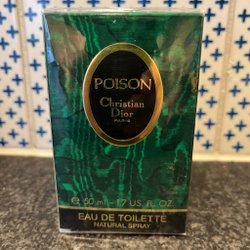 POISON
Christian
Dior
PARIS
e 50 ml - 1.7 US. FL. OZ.
EAU DE TOILETTE
NATURAL SPRAY